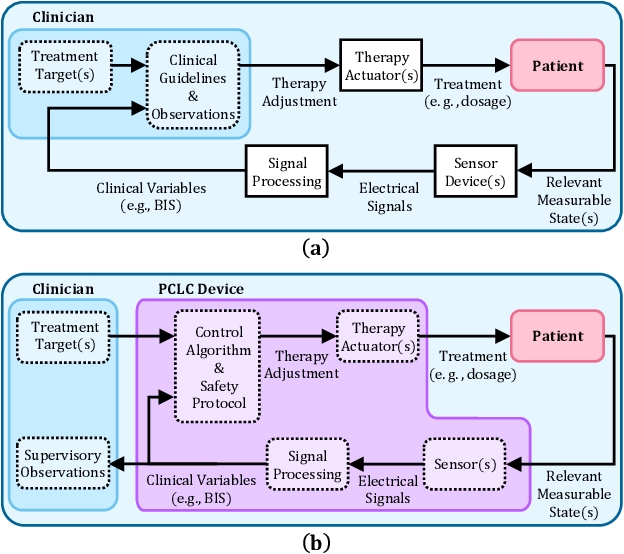 Clinician
Treatment
Target(s)
Clinical
Guidelines
&
Observations
Therapy
Adjustment
Therapy
Actuator(s)
Treatment
(e. g. , dosage)
Patient
Clinical Variables
(e.g., BIS)
Signal
Processing
Electrical
Signals
Sensor
Device(s)
Relevant
Measurable
State(s)
(a)
Clinician
PCLC Device
Treatment
Target(s)
Control
Algorithm
&
Safety
Protocol
Therapy
Adjustment
Therapy
Actuator(s)
Treatment
(e. g. , dosage)
Patient
Supervisory
Observations
Clinical Variables
(e.g., BIS)
Signal
Processing
Electrical
Signals
Sensor(s)
Relevant
Measurable
State(s)
(b)